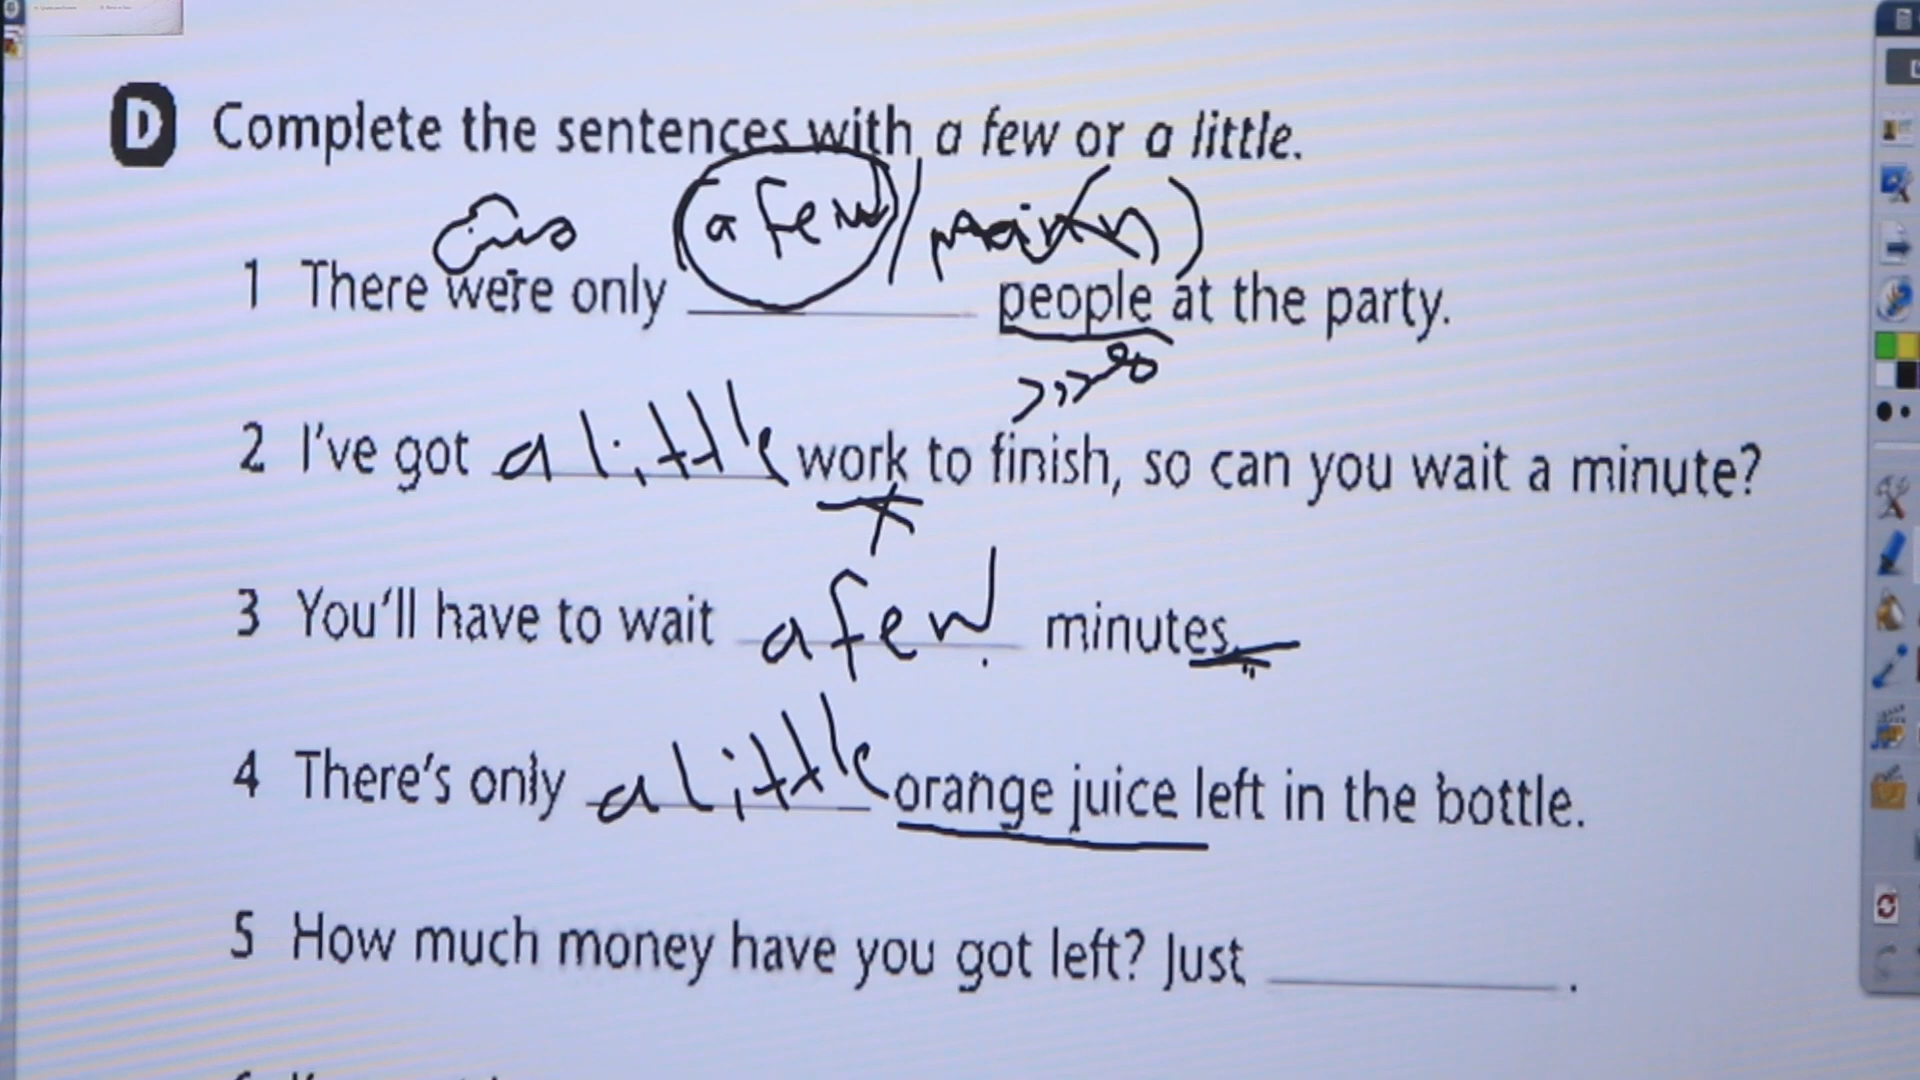 D Complete the sentences with a few or a little.
a few /
1 There were only ______ people at the party.
2 I've got a little work to finish, so can you wait a minute?
3 You'll have to wait a few minutes.
4 There's only a little orange juice left in the bottle.
5 How much money have you got left? Just ______.